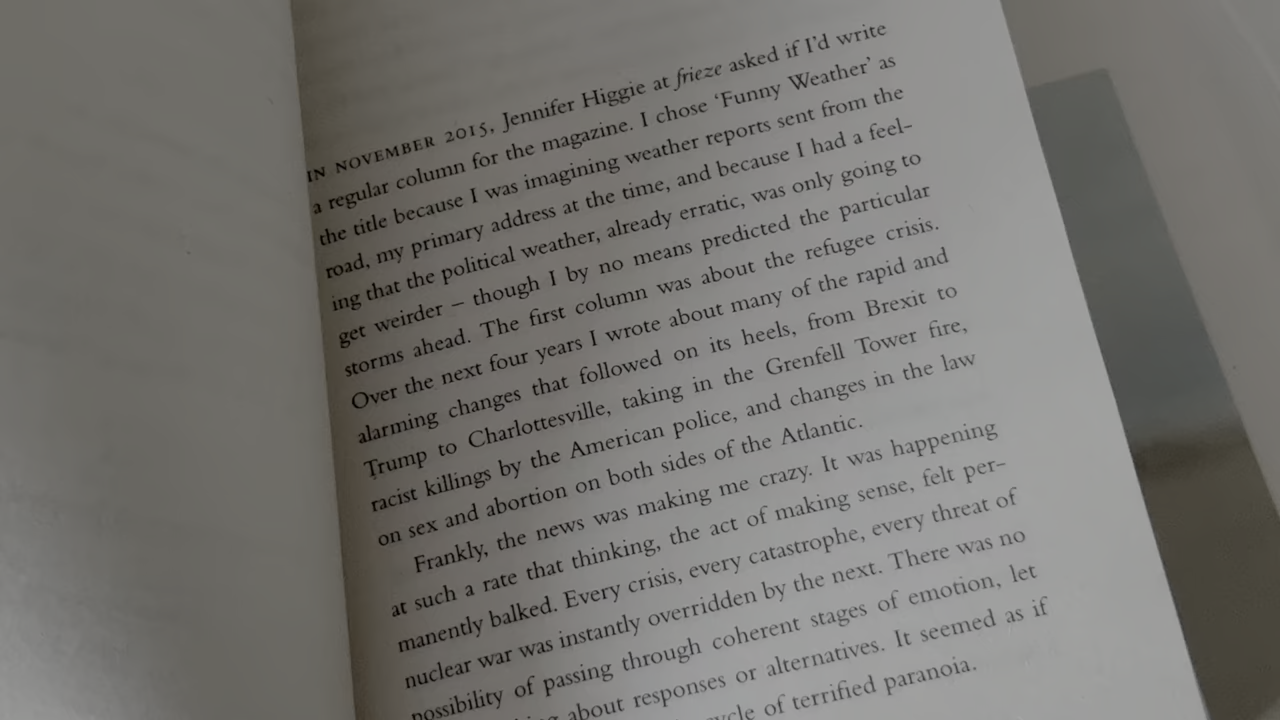 IN NOVEMBER 2015, Jennifer Higgie at frieze asked if I'd write
a regular column for the magazine. I chose ‘Funny Weather’ as
the title because I was imagining weather reports sent from the
road, my primary address at the time, and because I had a feel-
ing that the political weather, already erratic, was only going to
get weirder – though I by no means predicted the particular
storms ahead. The first column was about the refugee crisis.
Over the next four years I wrote about many of the rapid and
alarming changes that followed on its heels, from Brexit to
Trump to Charlottesville, taking in the Grenfell Tower fire,
racist killings by the American police, and changes in the law
on sex and abortion on both sides of the Atlantic.
Frankly, the news was making me crazy. It was happening
at such a rate that thinking, the act of making sense, felt per-
manently balked. Every crisis, every catastrophe, every threat of
nuclear war was instantly overridden by the next. There was no
possibility of passing through coherent stages of emotion, let
about responses or alternatives. It seemed as if
of terrified paranoia.